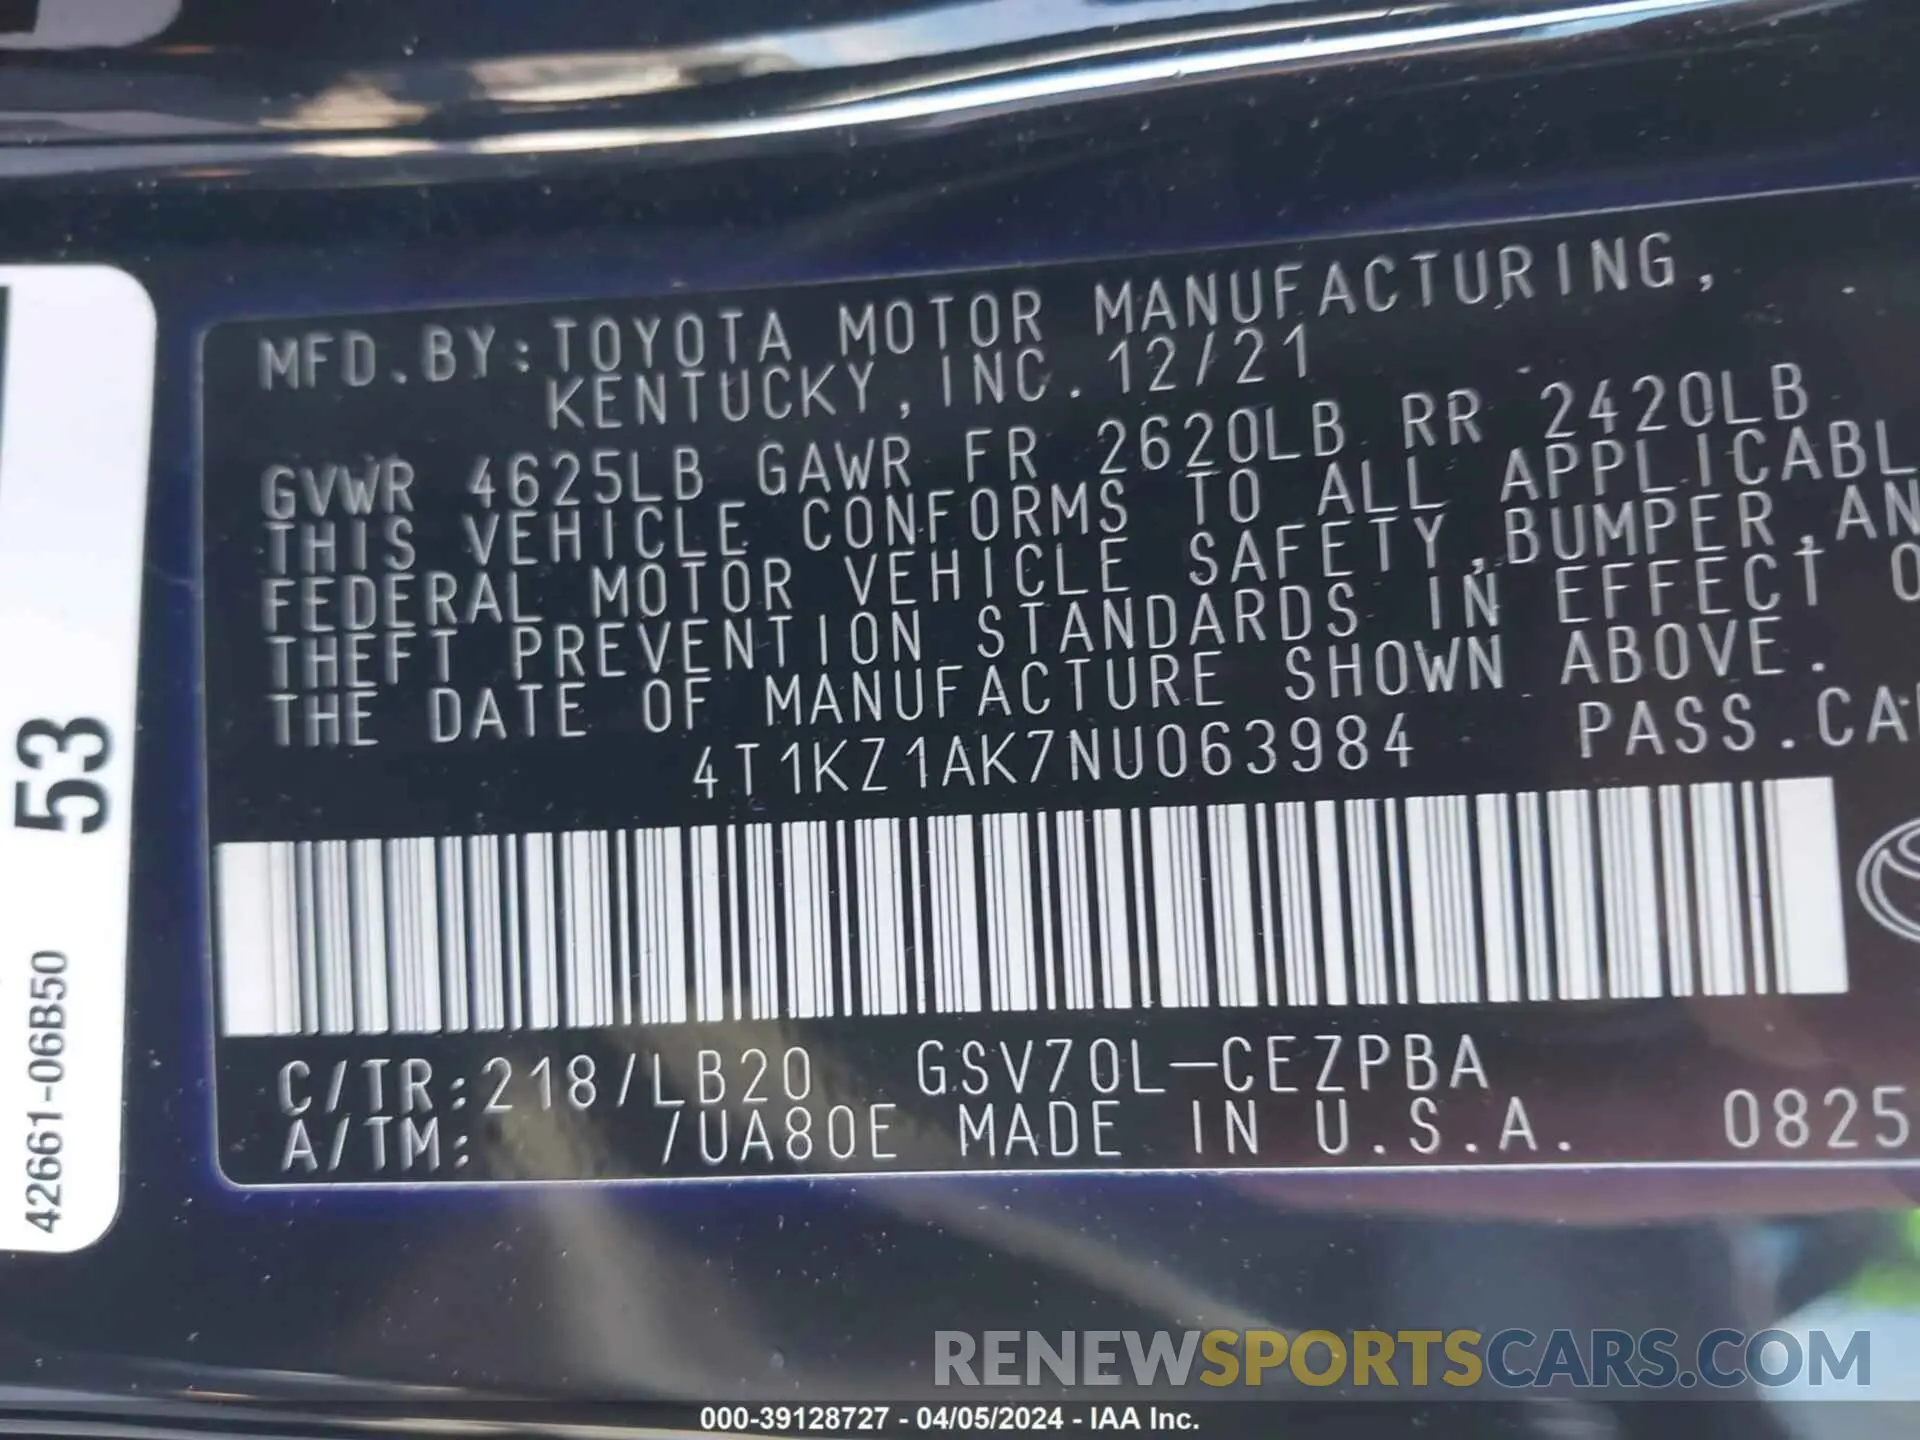 MFD.BY:TOYOTA MOTOR MANUFACTURING,
KENTUCKY,INC.12/21
GVWR 4625LB GAWR FR 2620LB RR 2420LB
THIS VEHICLE CONFORMS TO ALL APPLICABL
FEDERAL MOTOR VEHICLE SAFETY,BUMPER,AN
THEFT PREVENTION STANDARDS IN EFFECT O
THE DATE OF MANUFACTURE SHOWN ABOVE.
4T1KZ1AK7NU063984 PASS.CA
C/TR:218/LB20 GSV70L-CEZPBA
A/TM: /UA80E MADE IN U.S.A. 0825
53
42661-06B50
RENEWSPORTSCARS.COM
000-39128727 - 04/05/2024 - IAA Inc.